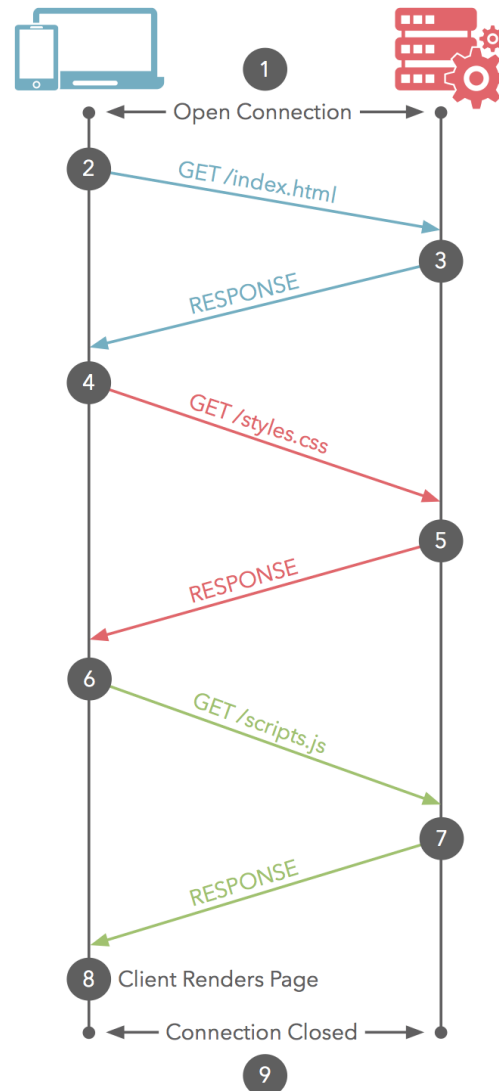 1
Open Connection
2
GET /index.html
3
RESPONSE
4
GET /styles.css
5
RESPONSE
6
GET /scripts.js
7
RESPONSE
8 Client Renders Page
Connection Closed
9